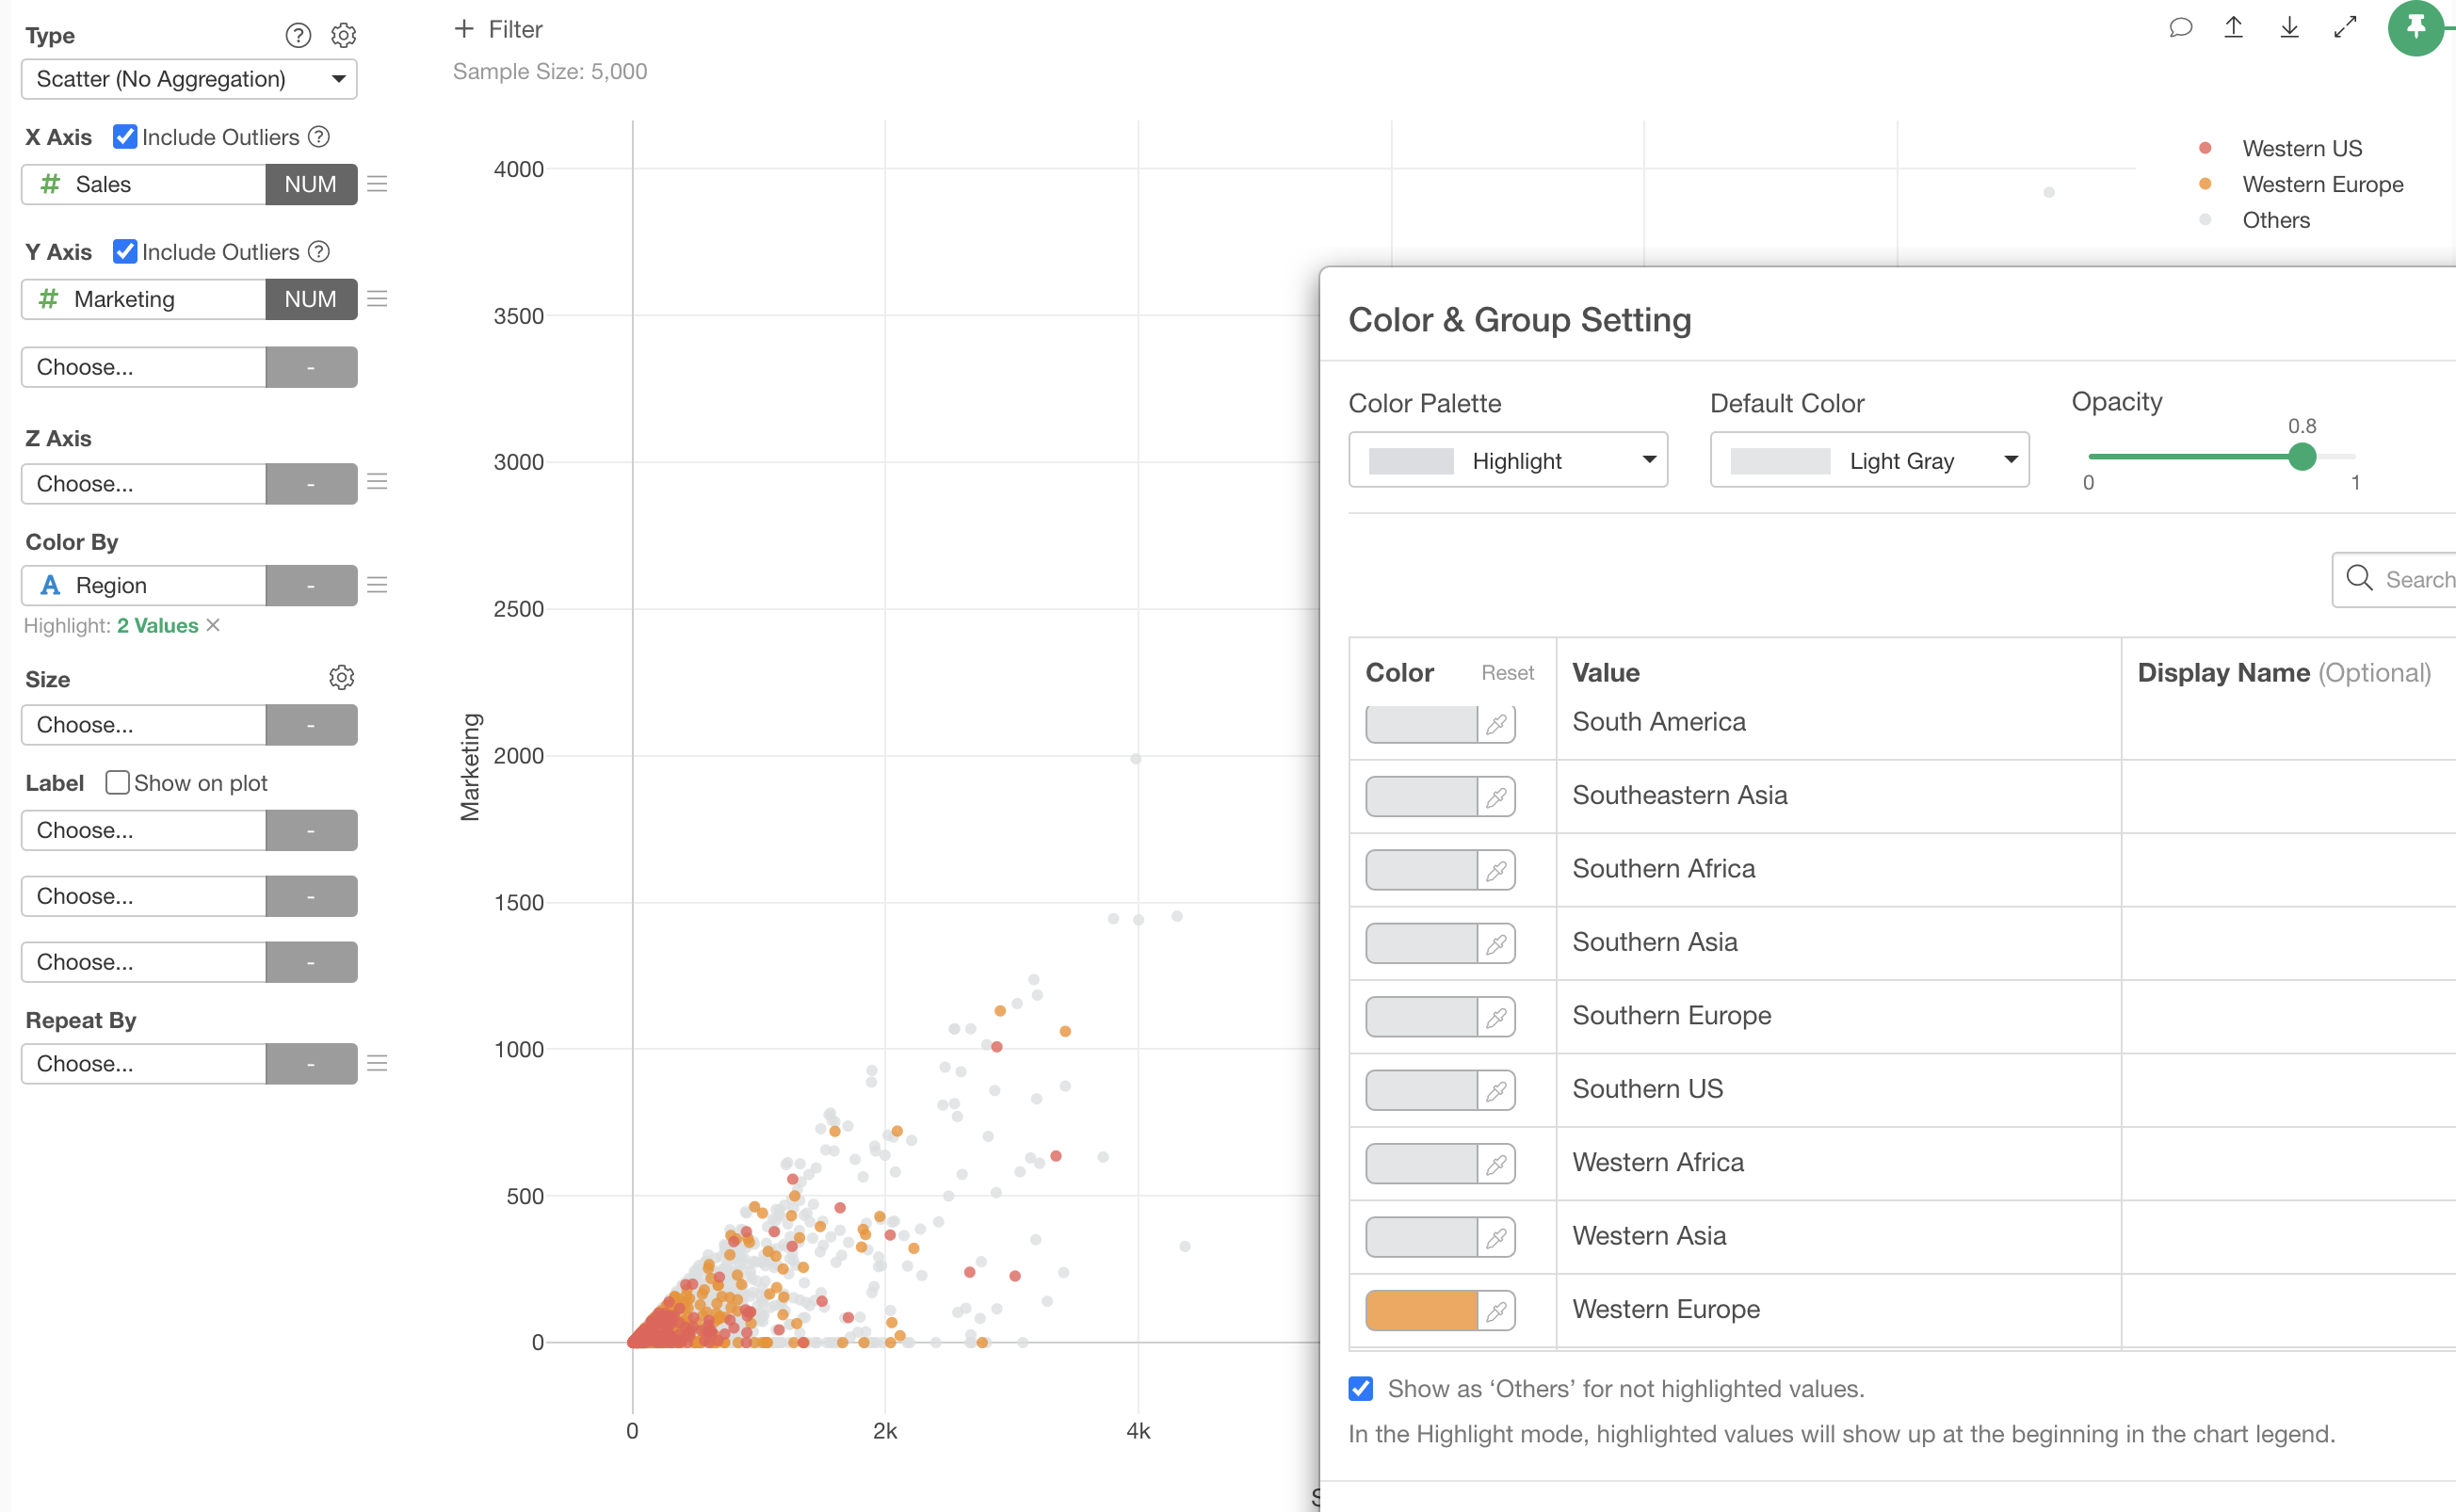 Type
Scatter (No Aggregation)
X Axis Include Outliers
# Sales NUM
Y Axis Include Outliers
# Marketing NUM
Choose... -
Z Axis
Choose... -
Color By
A Region -
Highlight: 2 Values ×
Size
Choose... -
Label Show on plot
Choose... -
Choose... -
Choose... -
Repeat By
Choose... -
+ Filter
Sample Size: 5,000
4000
3500
3000
2500
2000
1500
1000
500
0
Marketing
0 2k 4k
S
Western US
Western Europe
Others
Color & Group Setting
Color Palette Default Color Opacity
Highlight Light Gray
0.8
0 1
Search
Color Reset Value Display Name (Optional)
South America
Southeastern Asia
Southern Africa
Southern Asia
Southern Europe
Southern US
Western Africa
Western Asia
Western Europe
Show as ‘Others’ for not highlighted values.
In the Highlight mode, highlighted values will show up at the beginning in the chart legend.